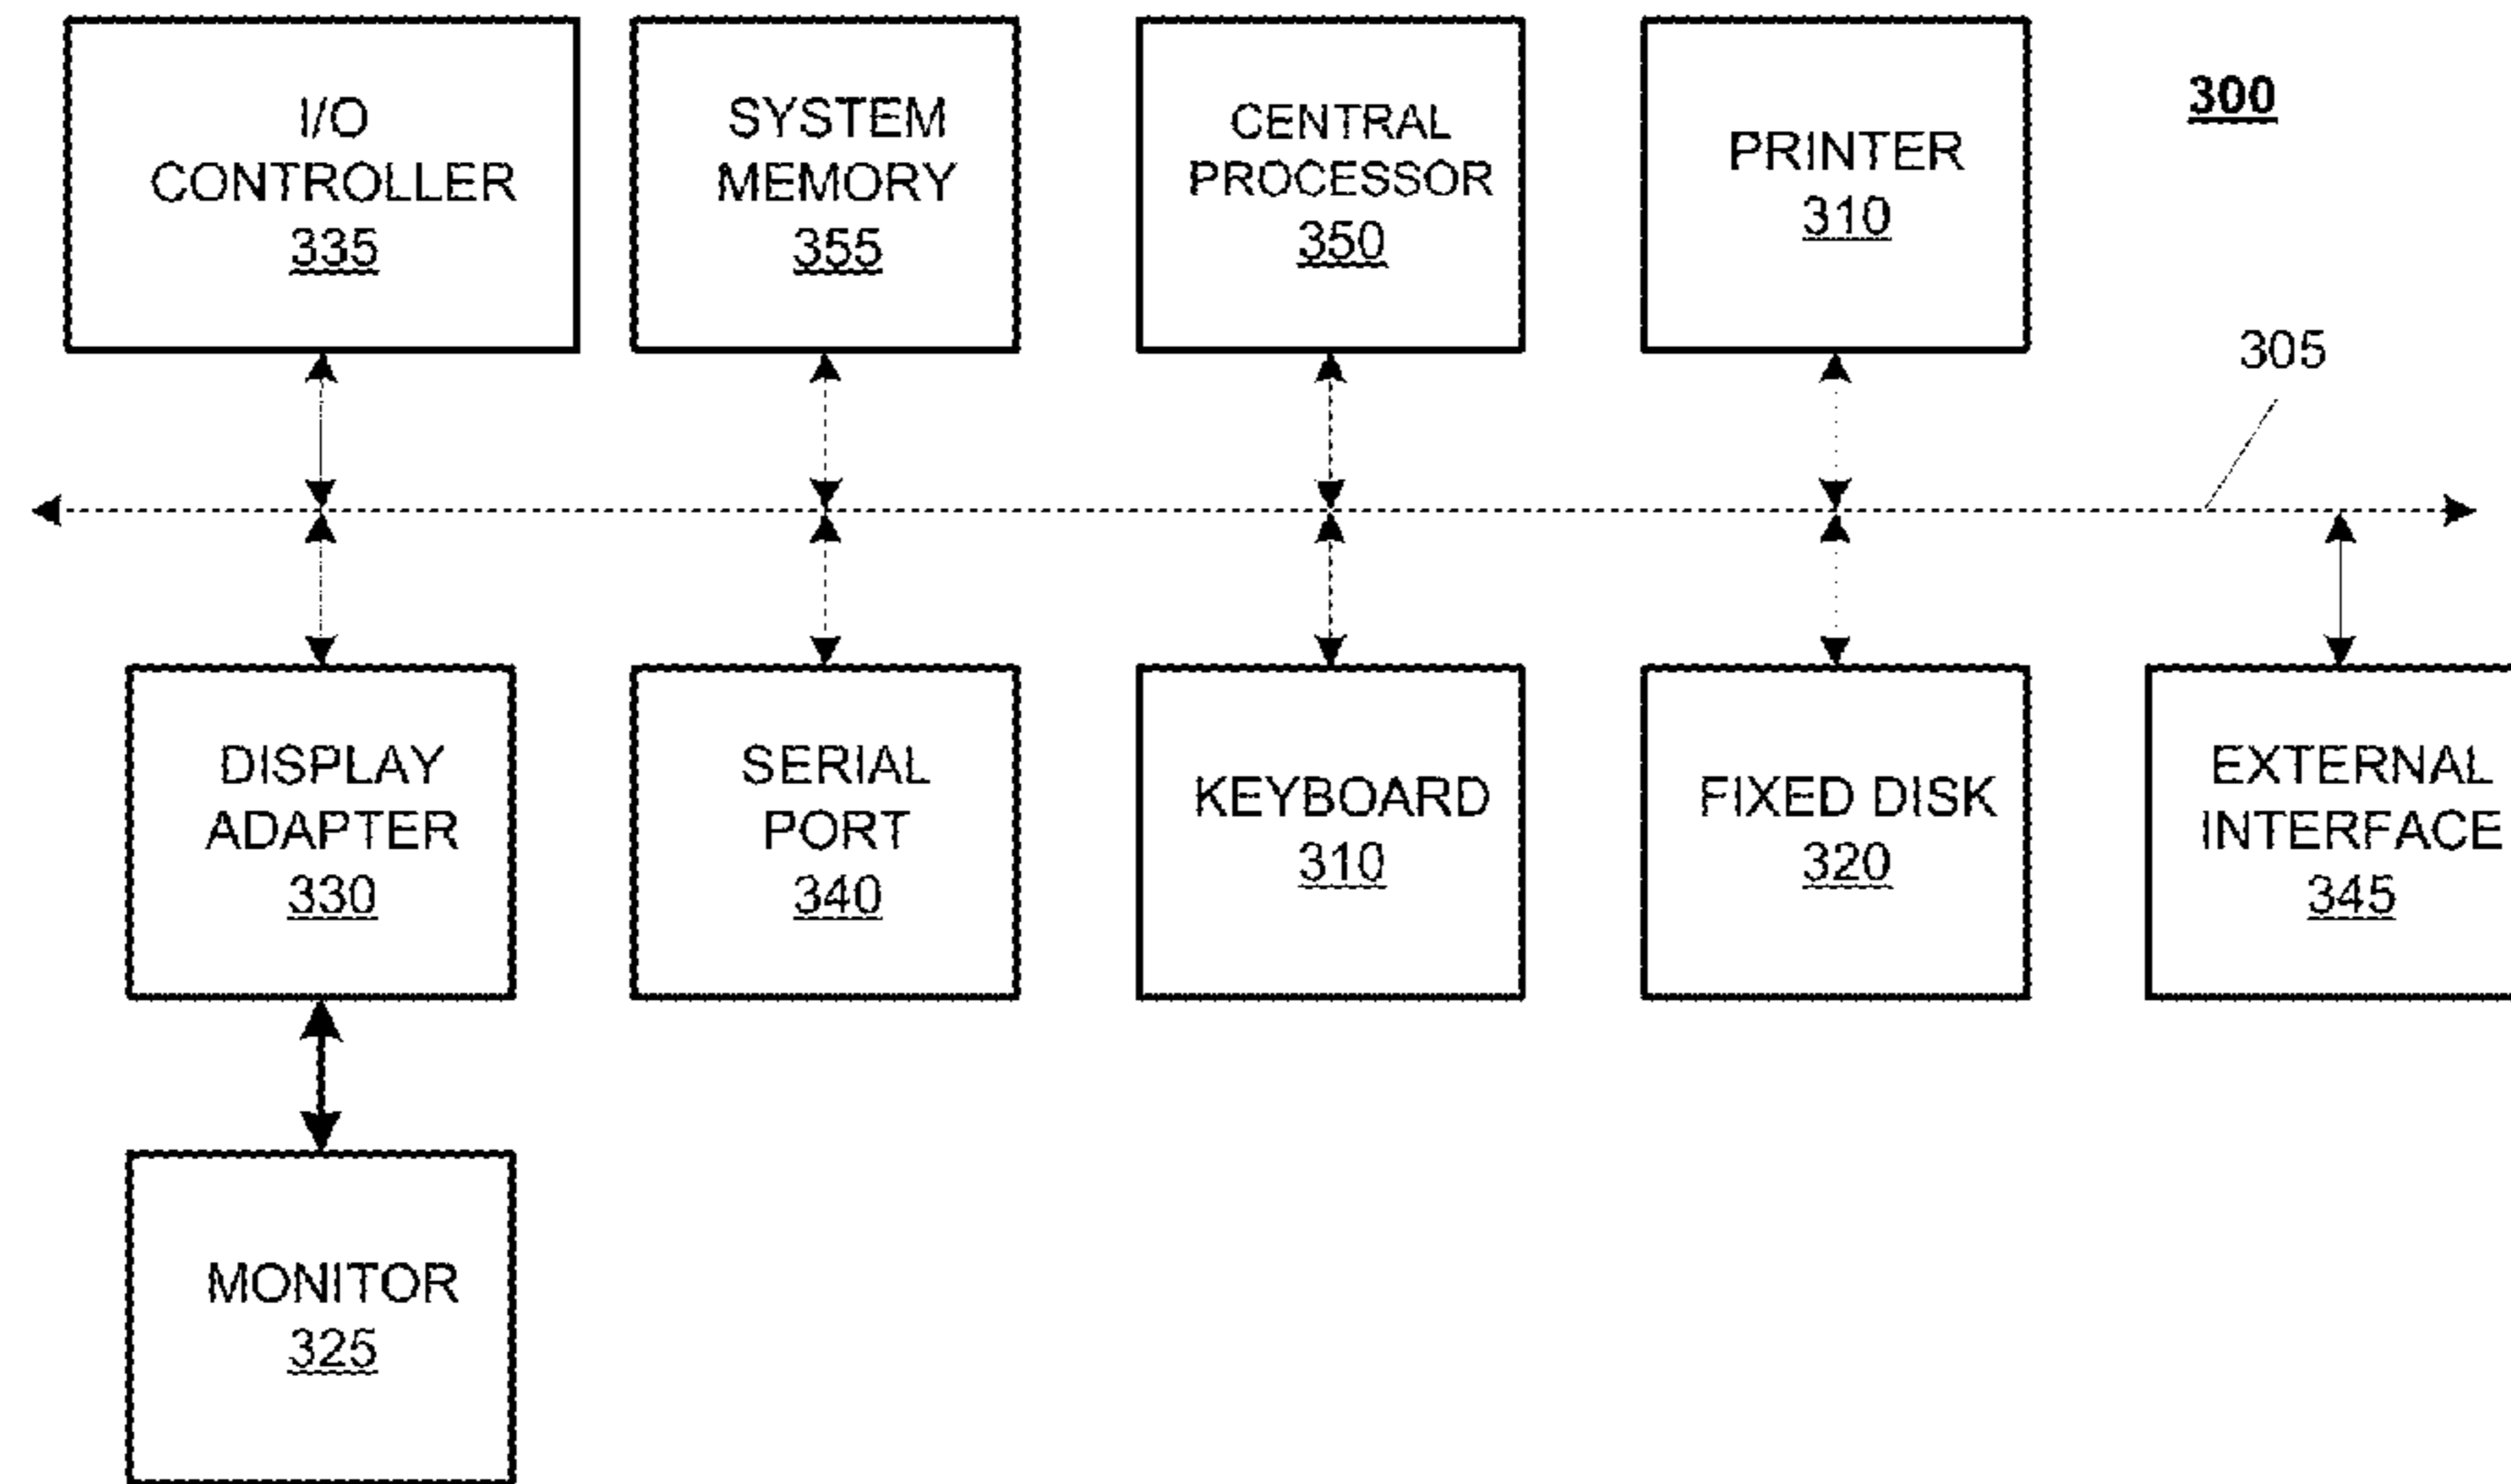 I/O
CONTROLLER
335
SYSTEM
MEMORY
355
CENTRAL
PROCESSOR
350
PRINTER
310
300
305
DISPLAY
ADAPTER
330
SERIAL
PORT
340
KEYBOARD
310
FIXED DISK
320
EXTERNAL
INTERFACE
345
MONITOR
325